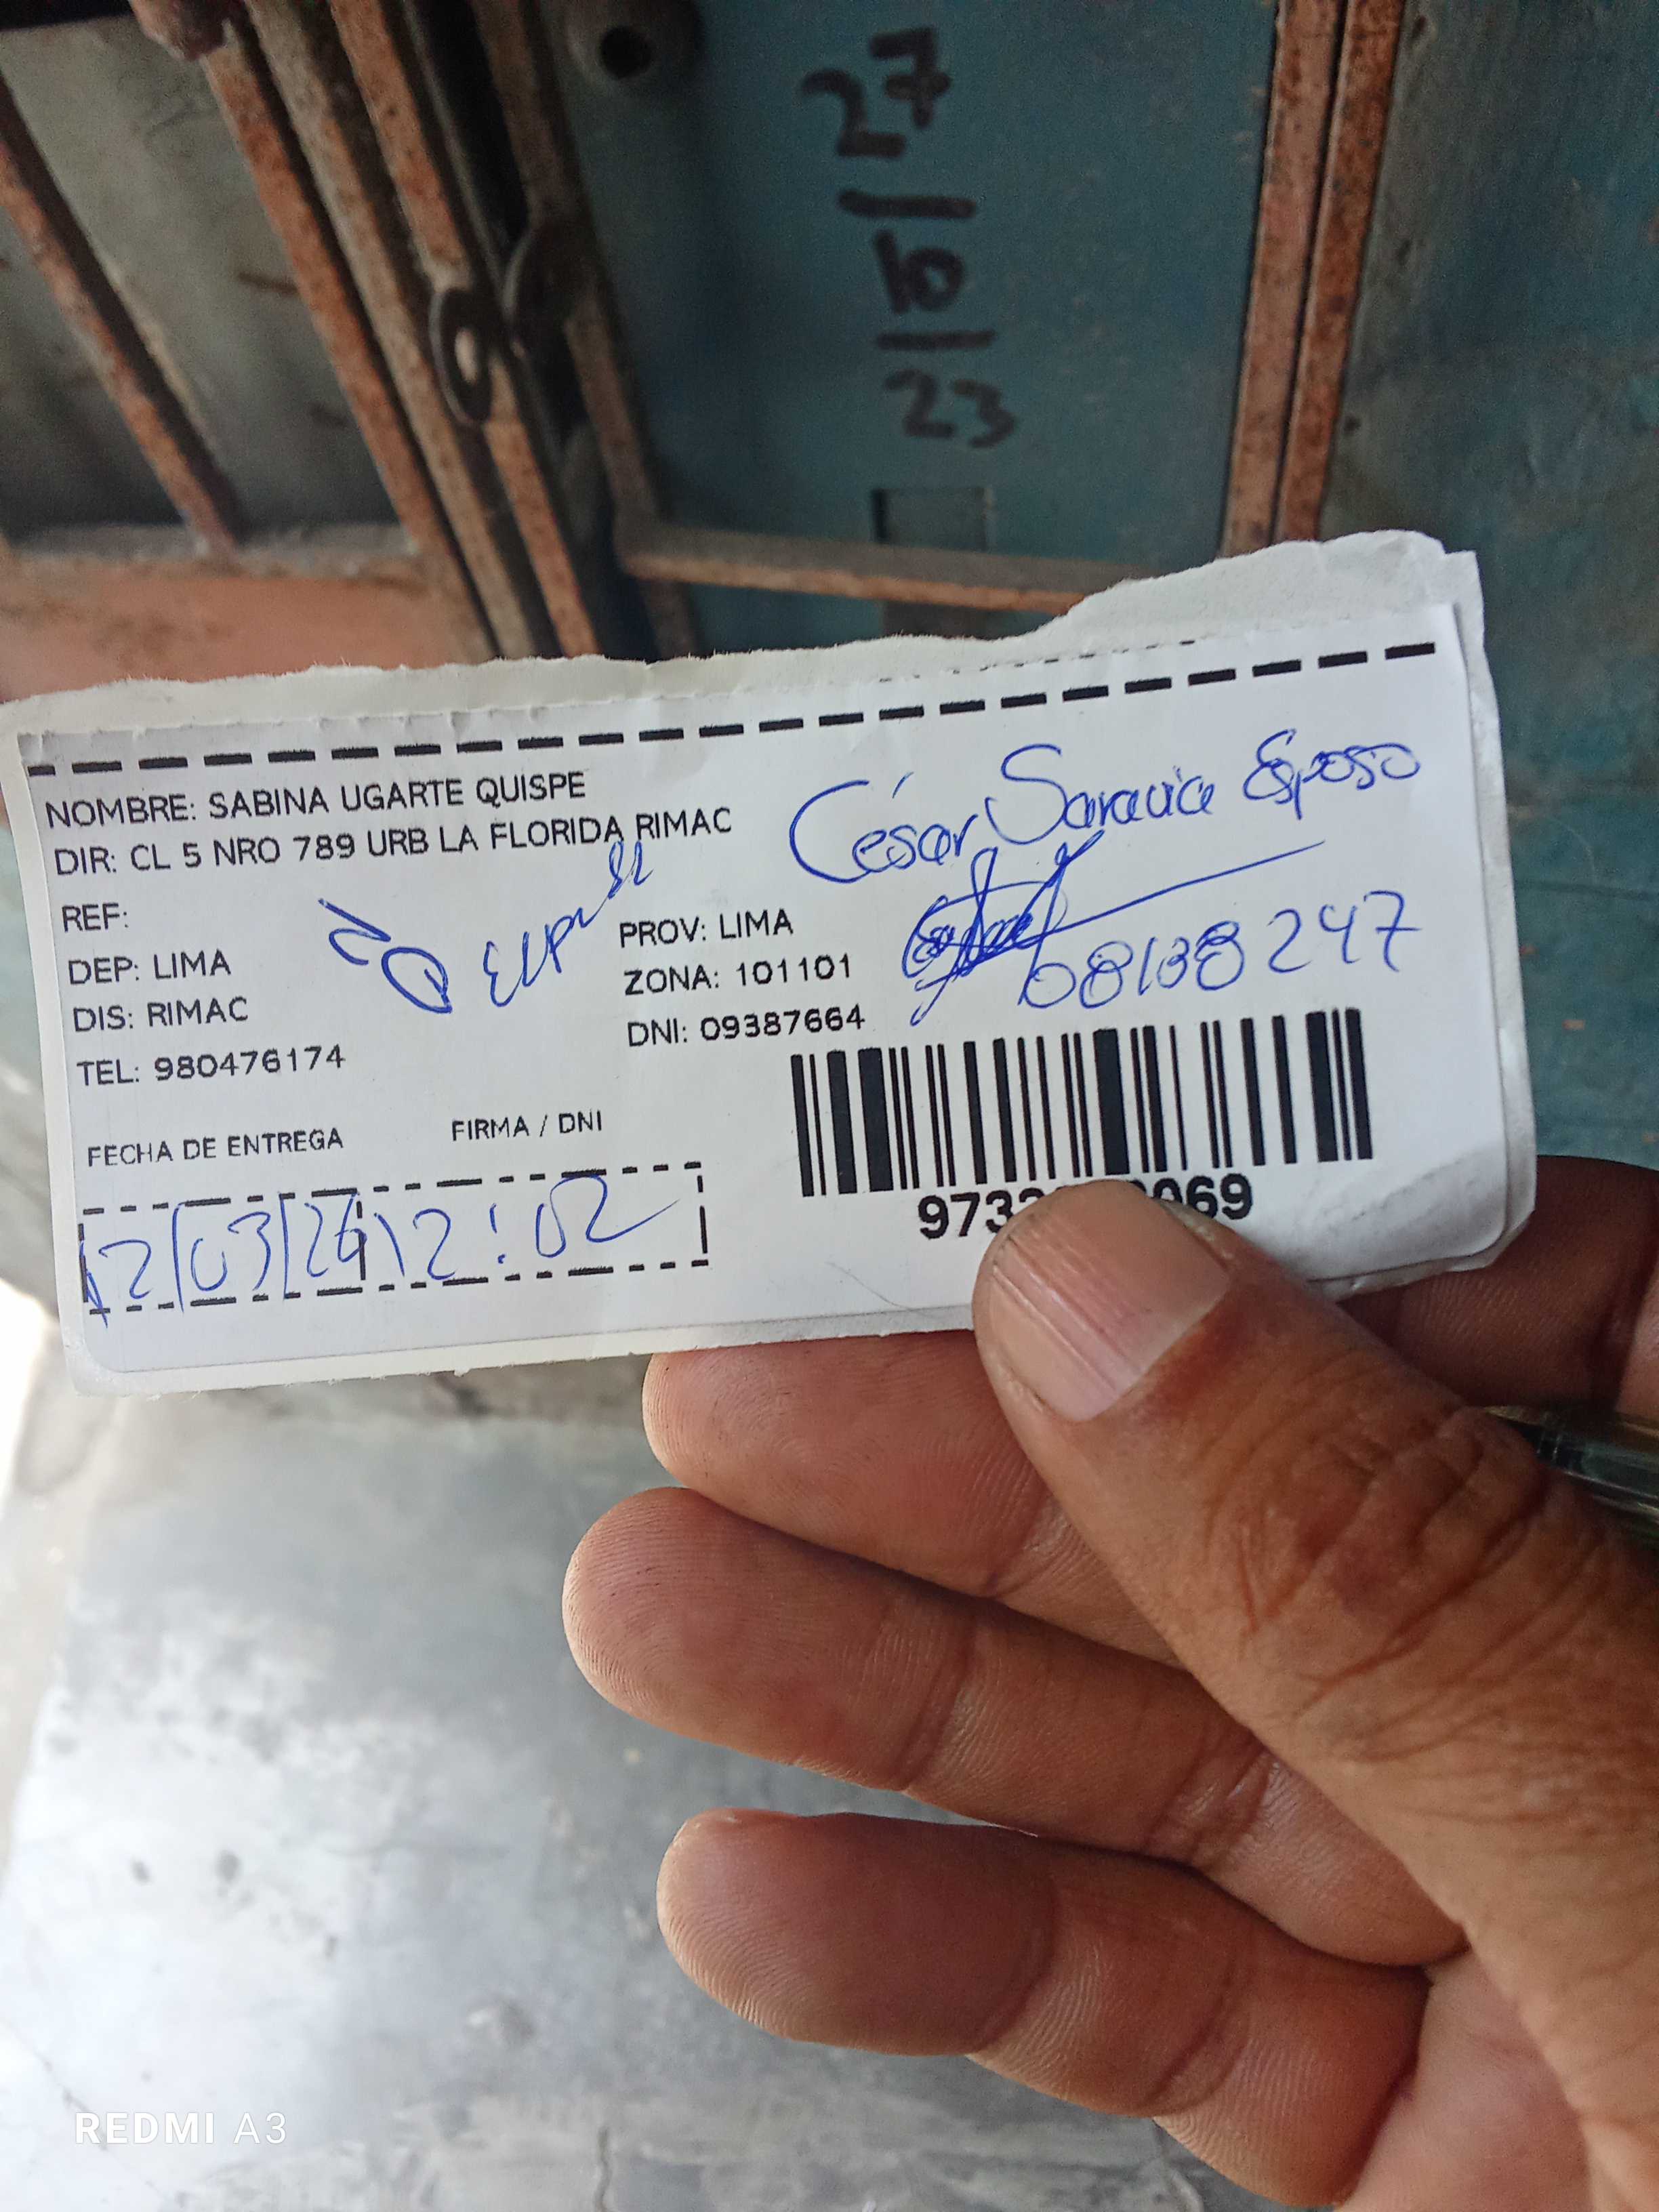 27
10
23
NOMBRE: SABINA UGARTE QUISPE
DIR: CL 5 NRO 789 URB LA FLORIDA RIMAC
REF:
DEP: LIMA
DIS: RIMAC
TEL: 980476174
PROV: LIMA
ZONA: 101101
DNI: 09387664
César Saravia Esposo
08138247
FECHA DE ENTREGA
FIRMA / DNI
12/03/26 12:02
REDMI A3